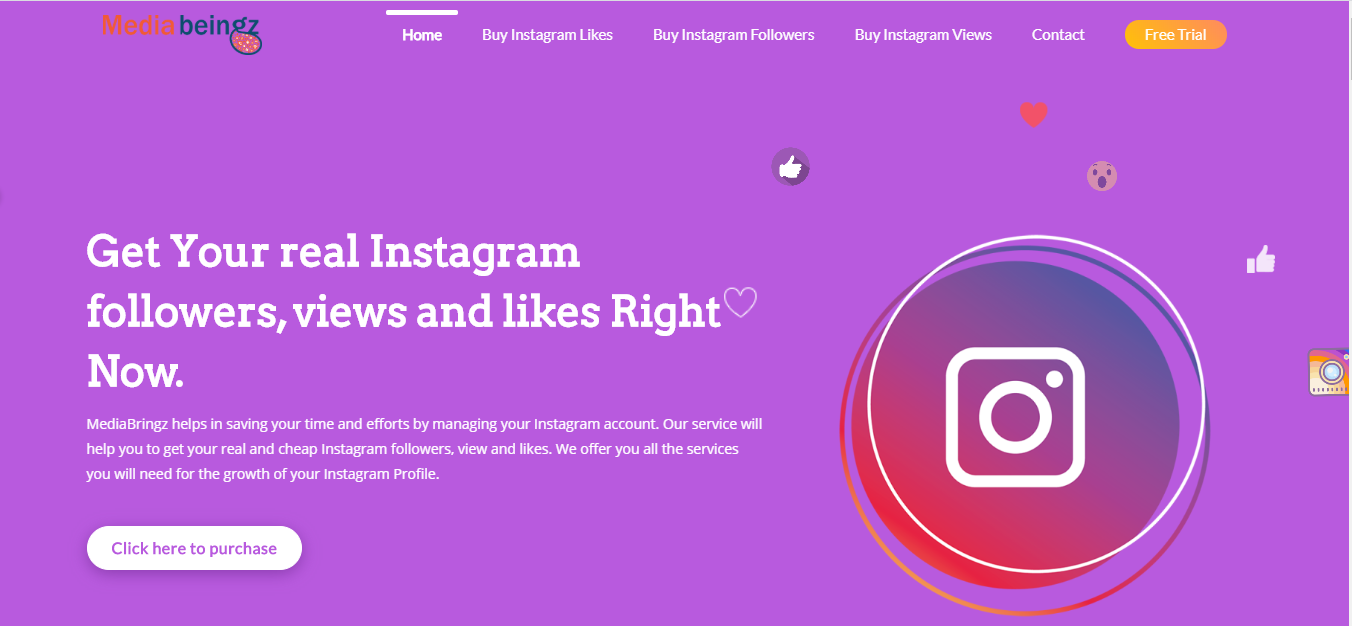 Media beingz
Home Buy Instagram Likes Buy Instagram Followers Buy Instagram Views Contact Free Trial
Get Your real Instagram
followers, views and likes Right
Now.
MediaBringz helps in saving your time and efforts by managing your Instagram account. Our service will
help you to get your real and cheap Instagram followers, view and likes. We offer you all the services
you will need for the growth of your Instagram Profile.
Click here to purchase